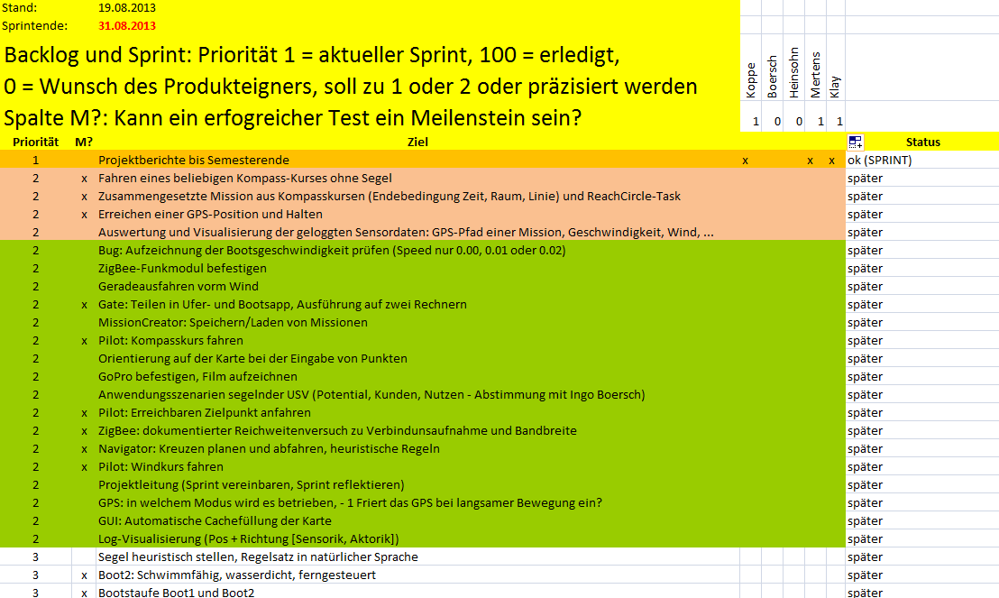 Stand: 19.08.2013
Sprintende: 31.08.2013
Backlog und Sprint: Priorität 1 = aktueller Sprint, 100 = erledigt,
0 = Wunsch des Produkteigners, soll zu 1 oder 2 oder präzisiert werden
Spalte M?: Kann ein erfogreicher Test ein Meilenstein sein?
Koppe Boersch Heinsohn Mertens Klay
1 0 0 1 1
Priorität M? Ziel Status
1 Projektberichte bis Semesterende x x x ok (SPRINT)
2 x Fahren eines beliebigen Kompass-Kurses ohne Segel später
2 x Zusammengesetzte Mission aus Kompasskursen (Endebedingung Zeit, Raum, Linie) und ReachCircle-Task später
2 x Erreichen einer GPS-Position und Halten später
2 Auswertung und Visualisierung der geloggten Sensordaten: GPS-Pfad einer Mission, Geschwindigkeit, Wind, ... später
2 Bug: Aufzeichnung der Bootsgeschwindigkeit prüfen (Speed nur 0.00, 0.01 oder 0.02) später
2 ZigBee-Funkmodul befestigen später
2 Geradeausfahren vorm Wind später
2 x Gate: Teilen in Ufer- und Bootsapp, Ausführung auf zwei Rechnern später
2 MissionCreator: Speichern/Laden von Missionen später
2 x Pilot: Kompasskurs fahren später
2 Orientierung auf der Karte bei der Eingabe von Punkten später
2 GoPro befestigen, Film aufzeichnen später
2 Anwendungsszenarien segelnder USV (Potential, Kunden, Nutzen - Abstimmung mit Ingo Boersch) später
2 x Pilot: Erreichbaren Zielpunkt anfahren später
2 x ZigBee: dokumentierter Reichweitenversuch zu Verbindunsaufnahme und Bandbreite später
2 x Navigator: Kreuzen planen und abfahren, heuristische Regeln später
2 x Pilot: Windkurs fahren später
2 Projektleitung (Sprint vereinbaren, Sprint reflektieren) später
2 GPS: in welchem Modus wird es betrieben, - 1 Friert das GPS bei langsamer Bewegung ein? später
2 GUI: Automatische Cachefüllung der Karte später
2 Log-Visualisierung (Pos + Richtung [Sensorik, Aktorik]) später
3 Segel heuristisch stellen, Regelsatz in natürlicher Sprache später
3 x Boot2: Schwimmfähig, wasserdicht, ferngesteuert später
3 x Bootstaufe Boot1 und Boot2 später